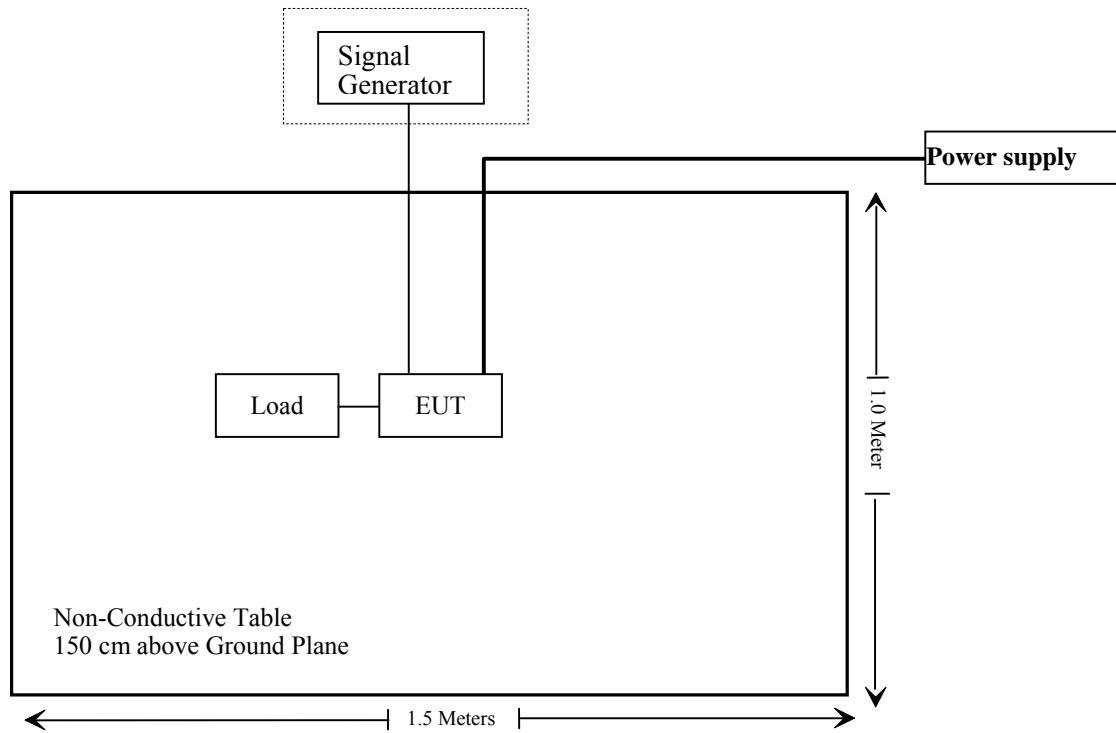 Signal
Generator
Power supply
Load
EUT
1.0 Meter
Non-Conductive Table
150 cm above Ground Plane
1.5 Meters